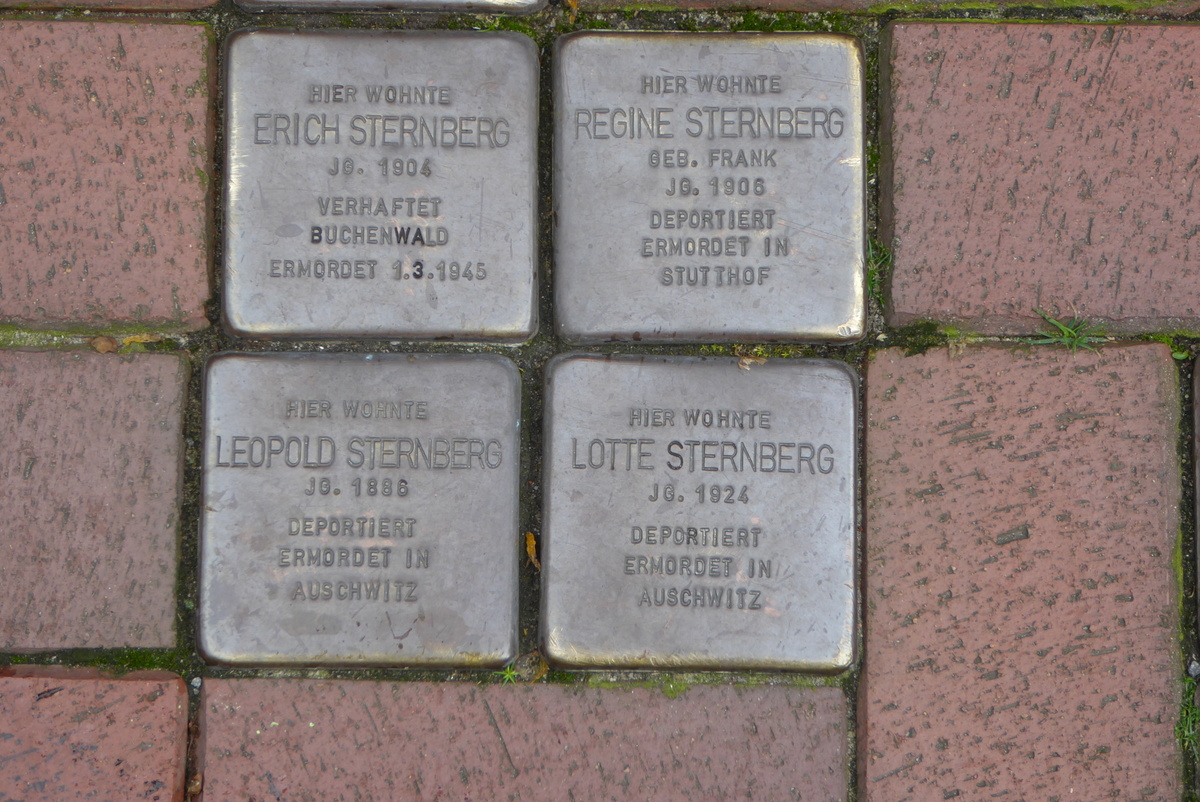 HIER WOHNTE
ERICH STERNBERG
JG. 1904
VERHAFTET
BUCHENWALD
ERMORDET 1.3.1945
HIER WOHNTE
REGINE STERNBERG
GEB. FRANK
JG. 1906
DEPORTIERT
ERMORDET IN
STUTTHOF
HIER WOHNTE
LEOPOLD STERNBERG
JG. 1886
DEPORTIERT
ERMORDET IN
AUSCHWITZ
HIER WOHNTE
LOTTE STERNBERG
JG. 1924
DEPORTIERT
ERMORDET IN
AUSCHWITZ